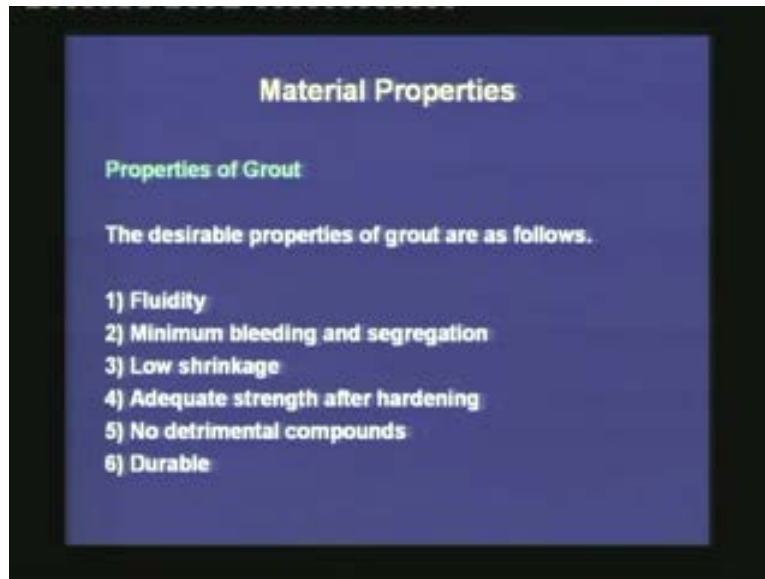 Material Properties
Properties of Grout
The desirable properties of grout are as follows.
1) Fluidity
2) Minimum bleeding and segregation
3) Low shrinkage
4) Adequate strength after hardening
5) No detrimental compounds
6) Durable